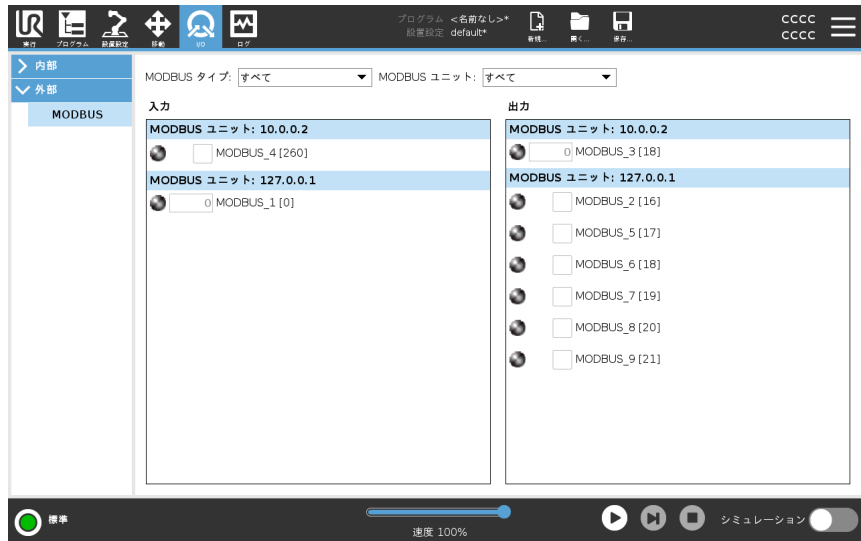 UR
プログラム <名前なし>*
設置設定 default*
CCCC
CCCC
実行 プログラム 設置設定 移動 I/O ログ 新規... 開く... 保存...
内部
外部
MODBUS
MODBUS タイプ: すべて MODBUS ユニット: すべて
入力
MODBUS ユニット: 10.0.0.2
MODBUS_4 [260]
MODBUS ユニット: 127.0.0.1
0 MODBUS_1 [0]
出力
MODBUS ユニット: 10.0.0.2
0 MODBUS_3 [18]
MODBUS ユニット: 127.0.0.1
MODBUS_2 [16]
MODBUS_5 [17]
MODBUS_6 [18]
MODBUS_7 [19]
MODBUS_8 [20]
MODBUS_9 [21]
標準
速度 100%
シミュレーション